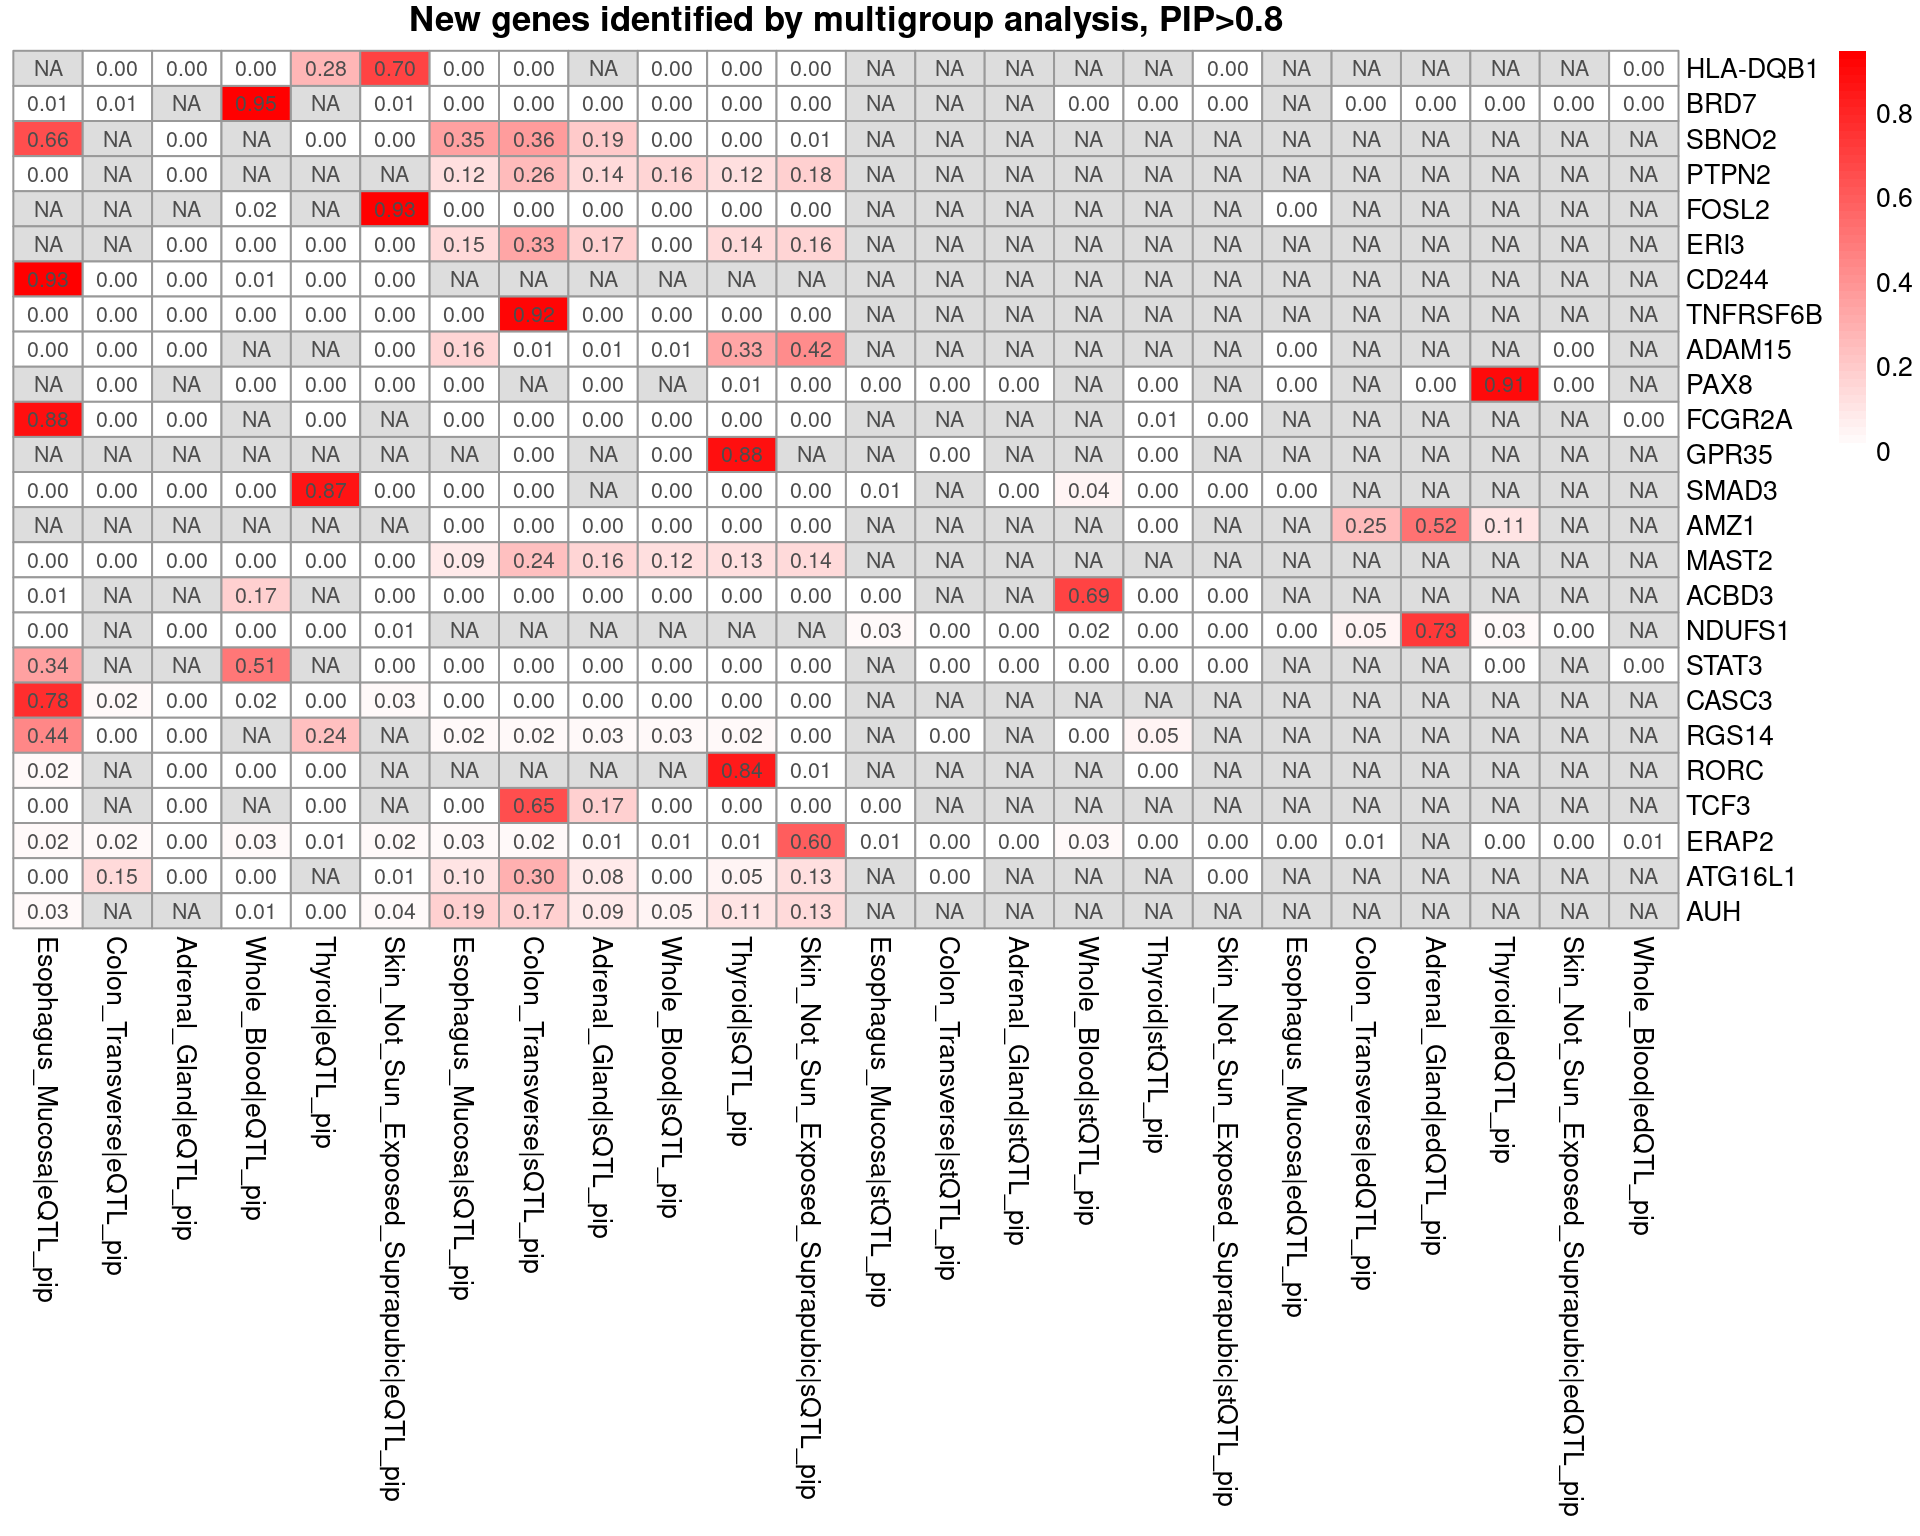 New genes identified by multigroup analysis, PIP>0.8
NA 0.00 0.00 0.00 0.28 0.70 0.00 0.00 NA 0.00 0.00 0.00 NA NA NA NA NA 0.00 NA NA NA NA NA 0.00 HLA-DQB1
0.01 0.01 NA 0.95 NA 0.01 0.00 0.00 0.00 0.00 0.00 0.00 NA NA NA 0.00 0.00 0.00 NA 0.00 0.00 0.00 0.00 0.00 BRD7
0.66 NA 0.00 NA 0.00 0.00 0.35 0.36 0.19 0.00 0.00 0.01 NA NA NA NA NA NA NA NA NA NA NA NA SBNO2
0.00 NA 0.00 NA NA NA 0.12 0.26 0.14 0.16 0.12 0.18 NA NA NA NA NA NA NA NA NA NA NA NA PTPN2
NA NA NA 0.02 NA 0.93 0.00 0.00 0.00 0.00 0.00 0.00 NA NA NA NA NA NA 0.00 NA NA NA NA NA FOSL2
NA NA 0.00 0.00 0.00 0.00 0.15 0.33 0.17 0.00 0.14 0.16 NA NA NA NA NA NA NA NA NA NA NA NA ERI3
0.93 0.00 0.00 0.01 0.00 0.00 NA NA NA NA NA NA NA NA NA NA NA NA NA NA NA NA NA NA CD244
0.00 0.00 0.00 0.00 0.00 0.00 0.00 0.92 0.00 0.00 0.00 0.00 NA NA NA NA NA NA NA NA NA NA NA NA TNFRSF6B
0.00 0.00 0.00 NA NA 0.00 0.16 0.01 0.01 0.01 0.33 0.42 NA NA NA NA NA NA 0.00 NA NA NA 0.00 NA ADAM15
NA 0.00 NA 0.00 0.00 0.00 0.00 NA 0.00 NA 0.01 0.00 0.00 0.00 0.00 NA 0.00 NA 0.00 NA 0.00 0.91 0.00 NA PAX8
0.88 0.00 0.00 NA 0.00 NA 0.00 0.00 0.00 0.00 0.00 0.00 NA NA NA NA 0.01 0.00 NA NA NA NA NA 0.00 FCGR2A
NA NA NA NA NA NA NA 0.00 NA 0.00 0.88 NA NA 0.00 NA NA 0.00 NA NA NA NA NA NA NA GPR35
0.00 0.00 0.00 0.00 0.87 0.00 0.00 0.00 NA 0.00 0.00 0.00 0.01 NA 0.00 0.04 0.00 0.00 0.00 NA NA NA NA NA SMAD3
NA NA NA NA NA NA 0.00 0.00 0.00 0.00 0.00 0.00 NA NA NA NA 0.00 NA NA 0.25 0.52 0.11 NA NA AMZ1
0.00 0.00 0.00 0.00 0.00 0.00 0.09 0.24 0.16 0.12 0.13 0.14 NA NA NA NA NA NA NA NA NA NA NA NA MAST2
0.01 NA NA 0.17 NA 0.00 0.00 0.00 0.00 0.00 0.00 0.00 0.00 NA NA 0.69 0.00 0.00 NA NA NA NA NA NA ACBD3
0.00 NA 0.00 0.00 0.00 0.01 NA NA NA NA NA NA 0.03 0.00 0.00 0.02 0.00 0.00 0.00 0.05 0.73 0.03 0.00 NA NDUFS1
0.34 NA NA 0.51 NA 0.00 0.00 0.00 0.00 0.00 0.00 0.00 NA 0.00 0.00 0.00 0.00 0.00 NA NA NA 0.00 NA 0.00 STAT3
0.78 0.02 0.00 0.02 0.00 0.03 0.00 0.00 0.00 0.00 0.00 0.00 NA NA NA NA NA NA NA NA NA NA NA NA CASC3
0.44 0.00 0.00 NA 0.24 NA 0.02 0.02 0.03 0.03 0.02 0.00 NA 0.00 NA 0.00 0.05 NA NA NA NA NA NA NA RGS14
0.02 NA 0.00 0.00 0.00 NA NA NA NA NA 0.84 0.01 NA NA NA NA 0.00 NA NA NA NA NA NA NA RORC
0.00 NA 0.00 NA 0.00 NA 0.00 0.65 0.17 0.00 0.00 0.00 0.00 NA NA NA NA NA NA NA NA NA NA NA TCF3
0.02 0.02 0.00 0.03 0.01 0.02 0.03 0.02 0.01 0.01 0.01 0.60 0.01 0.00 0.00 0.03 0.00 0.00 0.00 0.01 NA 0.00 0.00 0.01 ERAP2
0.00 0.15 0.00 0.00 NA 0.01 0.10 0.30 0.08 0.00 0.05 0.13 NA 0.00 NA NA NA 0.00 NA NA NA NA NA NA ATG16L1
0.03 NA NA 0.01 0.00 0.04 0.19 0.17 0.09 0.05 0.11 0.13 NA NA NA NA NA NA NA NA NA NA NA NA AUH
Esophagus_Mucosa|eQTL_pip
Colon_Transverse|eQTL_pip
Adrenal_Gland|eQTL_pip
Whole_Blood|eQTL_pip
Thyroid|eQTL_pip
Skin_Not_Sun_Exposed_Suprapubic|eQTL_pip
Esophagus_Mucosa|sQTL_pip
Colon_Transverse|sQTL_pip
Adrenal_Gland|sQTL_pip
Whole_Blood|sQTL_pip
Thyroid|sQTL_pip
Skin_Not_Sun_Exposed_Suprapubic|sQTL_pip
Esophagus_Mucosa|stQTL_pip
Colon_Transverse|stQTL_pip
Adrenal_Gland|stQTL_pip
Whole_Blood|stQTL_pip
Thyroid|stQTL_pip
Skin_Not_Sun_Exposed_Suprapubic|stQTL_pip
Esophagus_Mucosa|edQTL_pip
Colon_Transverse|edQTL_pip
Adrenal_Gland|edQTL_pip
Thyroid|edQTL_pip
Skin_Not_Sun_Exposed_Suprapubic|edQTL_pip
Whole_Blood|edQTL_pip
0.8
0.6
0.4
0.2
0